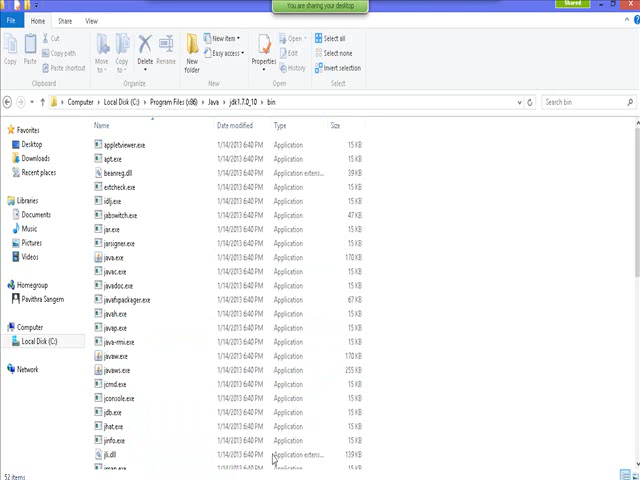 You are sharing your desktop
Shared
File Home Share View
Copy Paste Cut Copy path Paste shortcut
Clipboard
Move to Copy to Delete Rename
Organize
New folder New item Easy access
New
Properties Open Edit History
Open
Select all Select none Invert selection
Select
Computer Local Disk (C:) Program Files (x86) Java jdk1.7.0_10 bin
Search bin
Name Date modified Type Size
Favorites
Desktop
Downloads
Recent places
Libraries
Documents
Music
Pictures
Videos
Homegroup
Pavithra Sangem
Computer
Local Disk (C:)
Network
appletviewer.exe 1/14/2013 6:40 PM Application 15 KB
apt.exe 1/14/2013 6:40 PM Application 15 KB
beanreg.dll 1/14/2013 6:40 PM Application extens... 39 KB
extcheck.exe 1/14/2013 6:40 PM Application 15 KB
idlj.exe 1/14/2013 6:40 PM Application 15 KB
jabswitch.exe 1/14/2013 6:40 PM Application 47 KB
jar.exe 1/14/2013 6:40 PM Application 15 KB
jarsigner.exe 1/14/2013 6:40 PM Application 15 KB
java.exe 1/14/2013 6:40 PM Application 170 KB
javac.exe 1/14/2013 6:40 PM Application 15 KB
javadoc.exe 1/14/2013 6:40 PM Application 15 KB
javafxpackager.exe 1/14/2013 6:40 PM Application 67 KB
javah.exe 1/14/2013 6:40 PM Application 15 KB
javap.exe 1/14/2013 6:40 PM Application 15 KB
java-rmi.exe 1/14/2013 6:40 PM Application 15 KB
javaw.exe 1/14/2013 6:40 PM Application 170 KB
javaws.exe 1/14/2013 6:40 PM Application 255 KB
jcmd.exe 1/14/2013 6:40 PM Application 15 KB
jconsole.exe 1/14/2013 6:40 PM Application 15 KB
jdb.exe 1/14/2013 6:40 PM Application 15 KB
jhat.exe 1/14/2013 6:40 PM Application 15 KB
jinfo.exe 1/14/2013 6:40 PM Application 15 KB
jli.dll 1/14/2013 6:40 PM Application extens... 139 KB
jmap.exe 1/14/2013 6:40 PM Application 15 KB
52 items